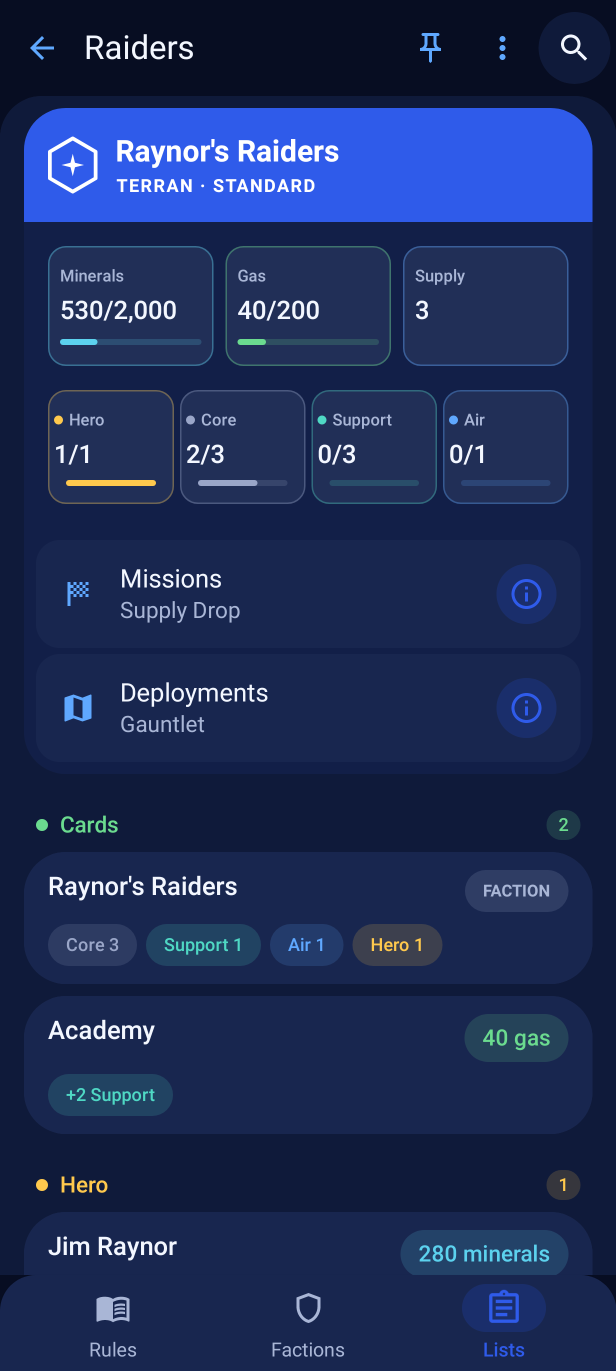 Raiders
Raynor's Raiders
TERRAN · STANDARD
Minerals
530/2,000
Gas
40/200
Supply
3
Hero
1/1
Core
2/3
Support
0/3
Air
0/1
Missions
Supply Drop
Deployments
Gauntlet
Cards 2
Raynor's Raiders FACTION
Core 3 Support 1 Air 1 Hero 1
Academy 40 gas
+2 Support
Hero 1
Jim Raynor 280 minerals
Rules Factions Lists